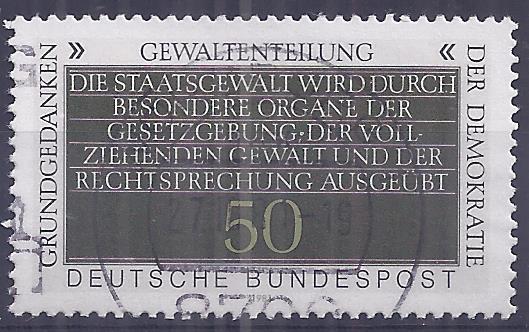 » GEWALTENTEILUNG «
GRUNDGEDANKEN
DER DEMOKRATIE
DIE STAATSGEWALT WIRD DURCH
BESONDERE ORGANE DER
GESETZGEBUNG, DER VOLL-
ZIEHENDEN GEWALT UND DER
RECHTSPRECHUNG AUSGEÜBT
50
DEUTSCHE BUNDESPOST
1981